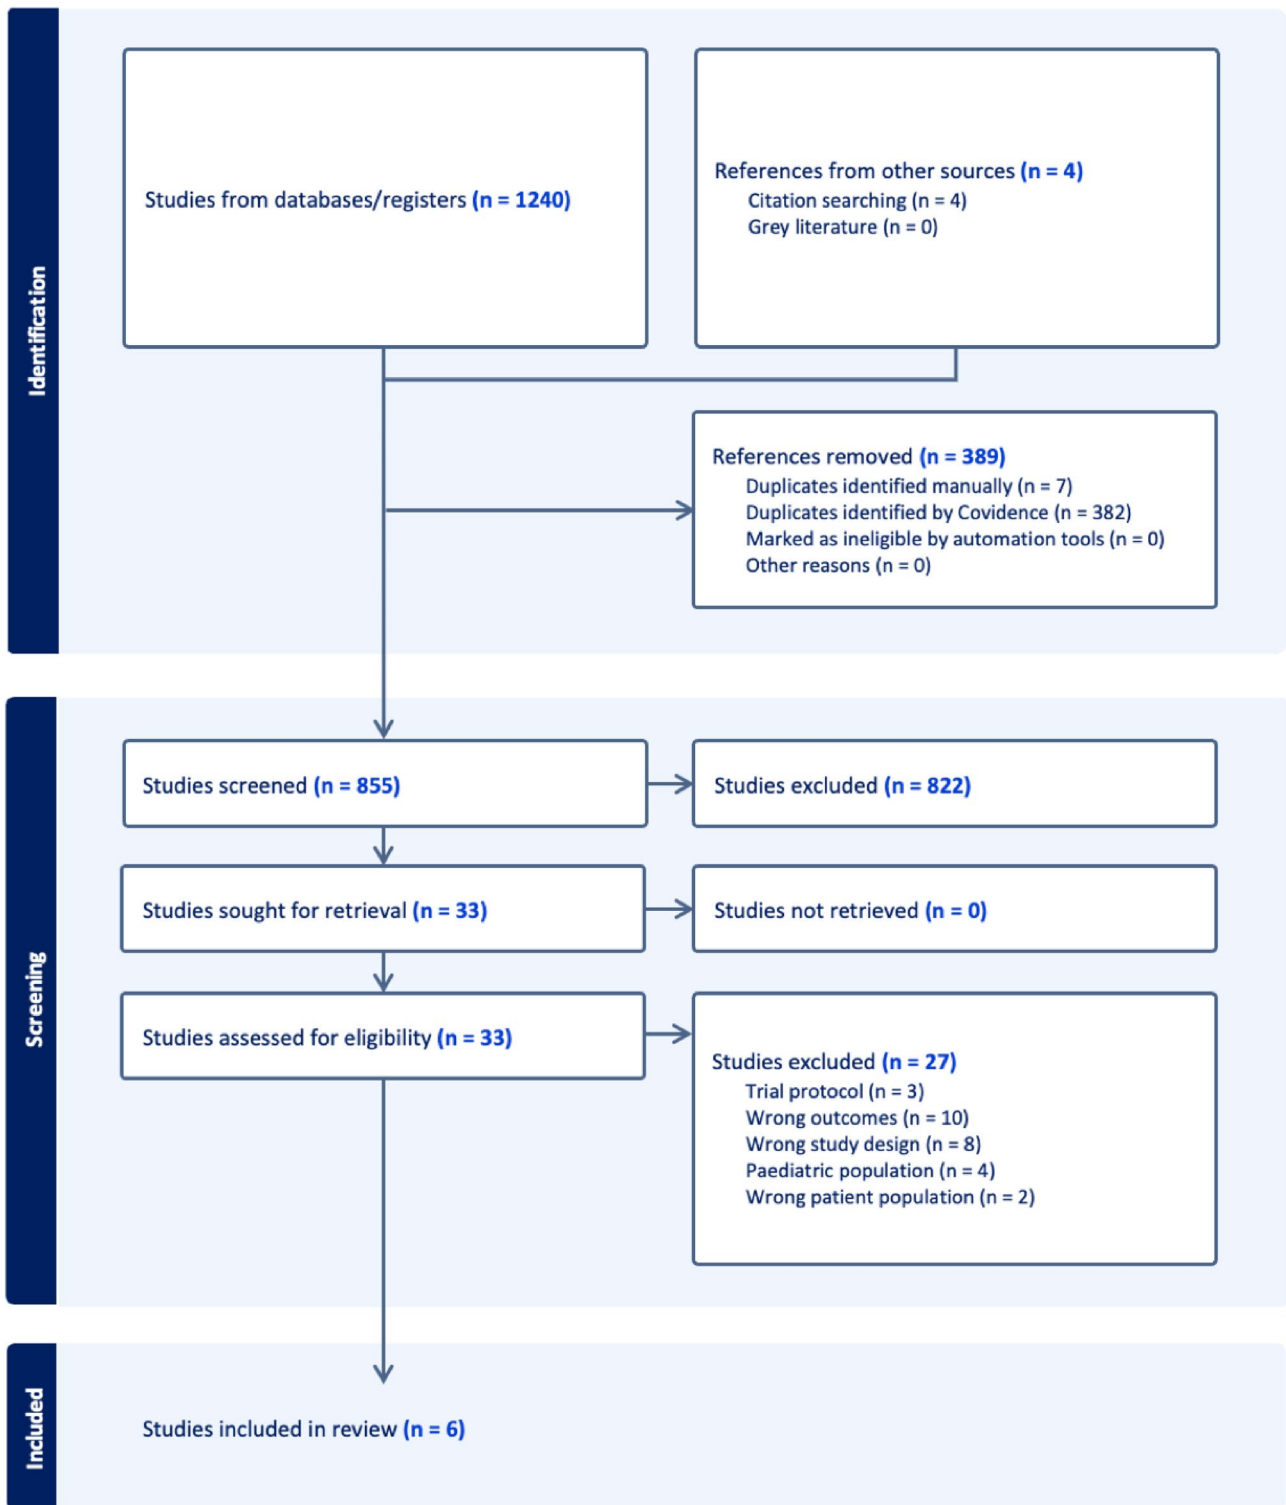 Identification
Studies from databases/registers (n = 1240)
References from other sources (n = 4)
Citation searching (n = 4)
Grey literature (n = 0)
References removed (n = 389)
Duplicates identified manually (n = 7)
Duplicates identified by Covidence (n = 382)
Marked as ineligible by automation tools (n = 0)
Other reasons (n = 0)
Screening
Studies screened (n = 855)
Studies excluded (n = 822)
Studies sought for retrieval (n = 33)
Studies not retrieved (n = 0)
Studies assessed for eligibility (n = 33)
Studies excluded (n = 27)
Trial protocol (n = 3)
Wrong outcomes (n = 10)
Wrong study design (n = 8)
Paediatric population (n = 4)
Wrong patient population (n = 2)
Included
Studies included in review (n = 6)